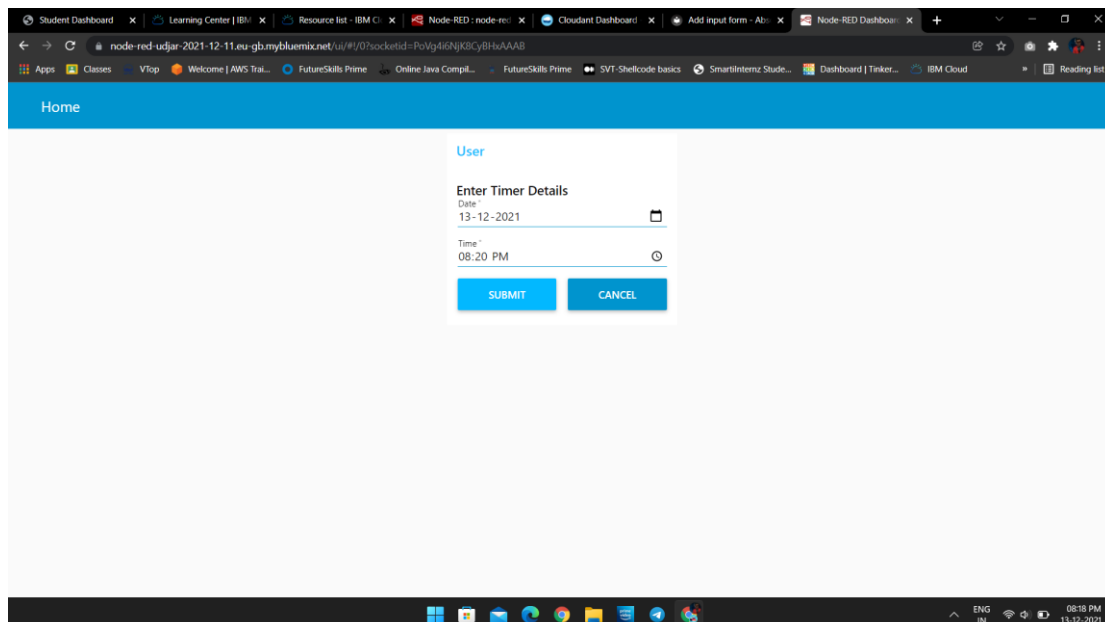 Student Dashboard
Learning Center | IBM
Resource list - IBM Cl
Node-RED : node-red
Cloudant Dashboard
Add input form - Abs
Node-RED Dashboard
node-red-udjar-2021-12-11.eu-gb.mybluemix.net/ui/#!/0?socketid=PoVg4i6NjK8CyBHxAAAB
Apps
Classes
VTop
Welcome | AWS Trai...
FutureSkills Prime
Online Java Compil...
FutureSkills Prime
SVT-Shellcode basics
SmartInternz Stude...
Dashboard | Tinker...
IBM Cloud
»
Reading list
Home
User
Enter Timer Details
Date *
13-12-2021
Time *
08:20 PM
SUBMIT
CANCEL
ENG
IN
08:18 PM
13-12-2021